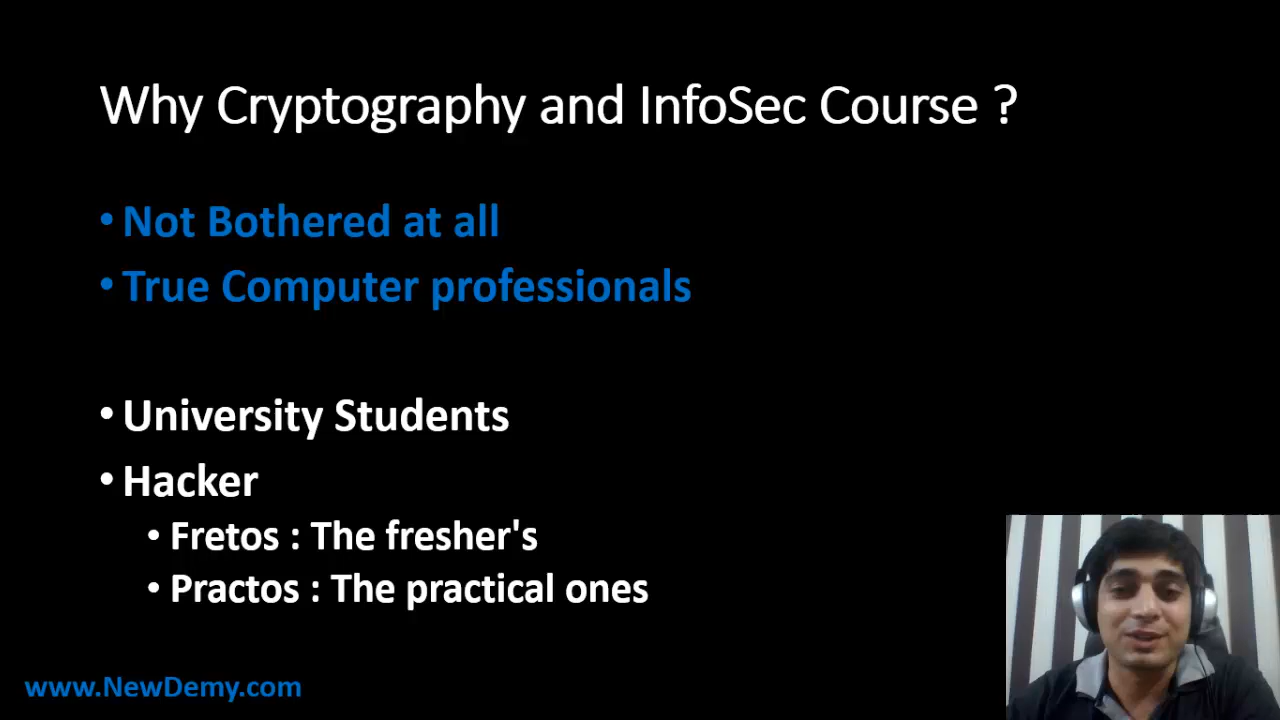 Why Cryptography and InfoSec Course ?
• Not Bothered at all
• True Computer professionals
• University Students
• Hacker
• Fretos : The fresher's
• Practos : The practical ones
www.NewDemy.com